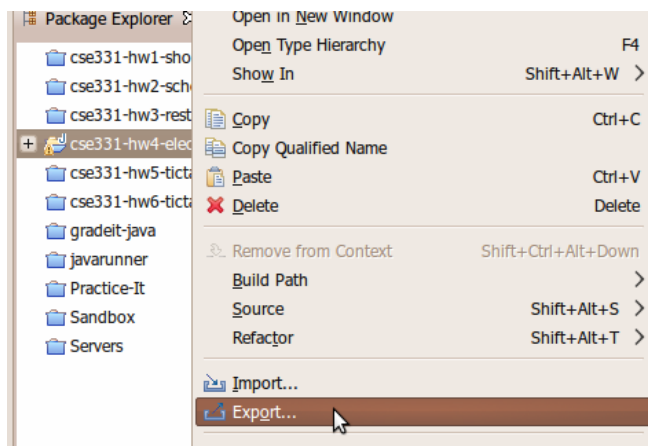 Package Explorer
cse331-hw1-sho
cse331-hw2-sch
cse331-hw3-rest
cse331-hw4-elec
cse331-hw5-ticta
cse331-hw6-ticta
gradeit-java
javarunner
Practice-It
Sandbox
Servers
Open in New Window
Open Type Hierarchy F4
Show In Shift+Alt+W >
Copy Ctrl+C
Copy Qualified Name
Paste Ctrl+V
Delete Delete
Remove from Context Shift+Ctrl+Alt+Down
Build Path >
Source Shift+Alt+S >
Refactor Shift+Alt+T >
Import...
Export...